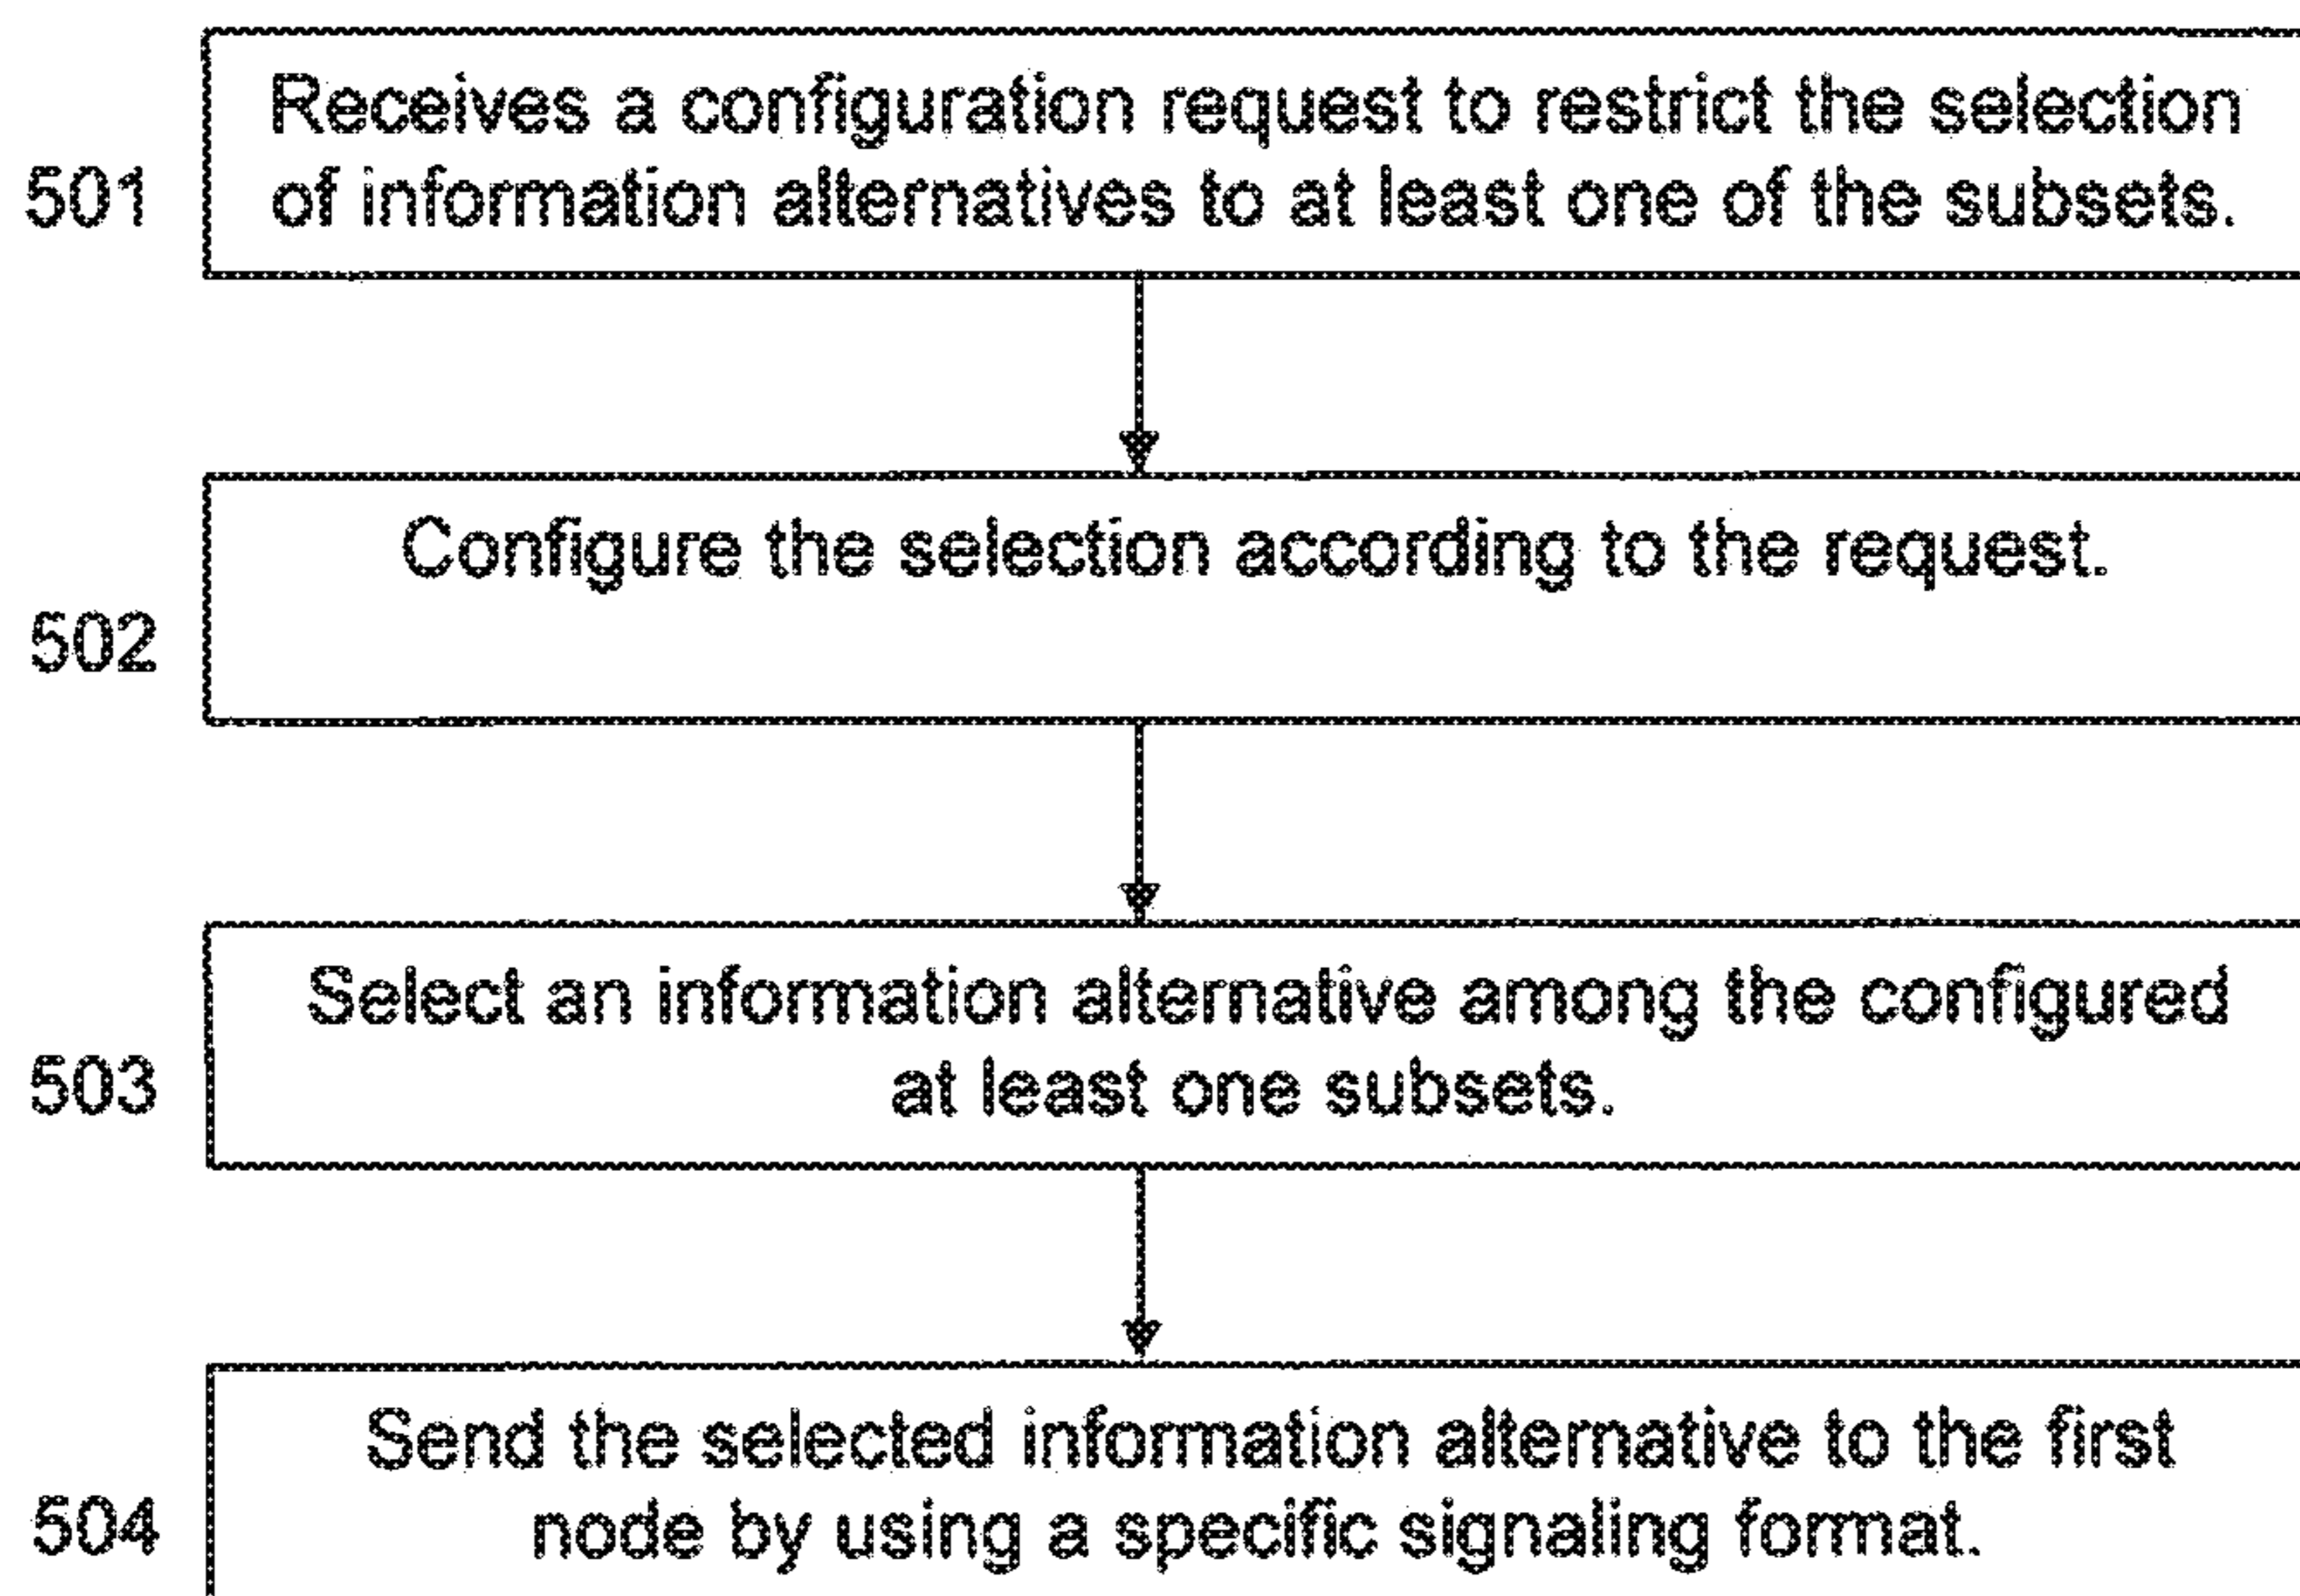 Receives a configuration request to restrict the selection
501
of information alternatives to at least one of the subsets.
Configure the selection according to the request.
502
Select an information alternative among the configured
503
at least one subsets.
Send the selected information alternative to the first
504
node by using a specific signaling format.